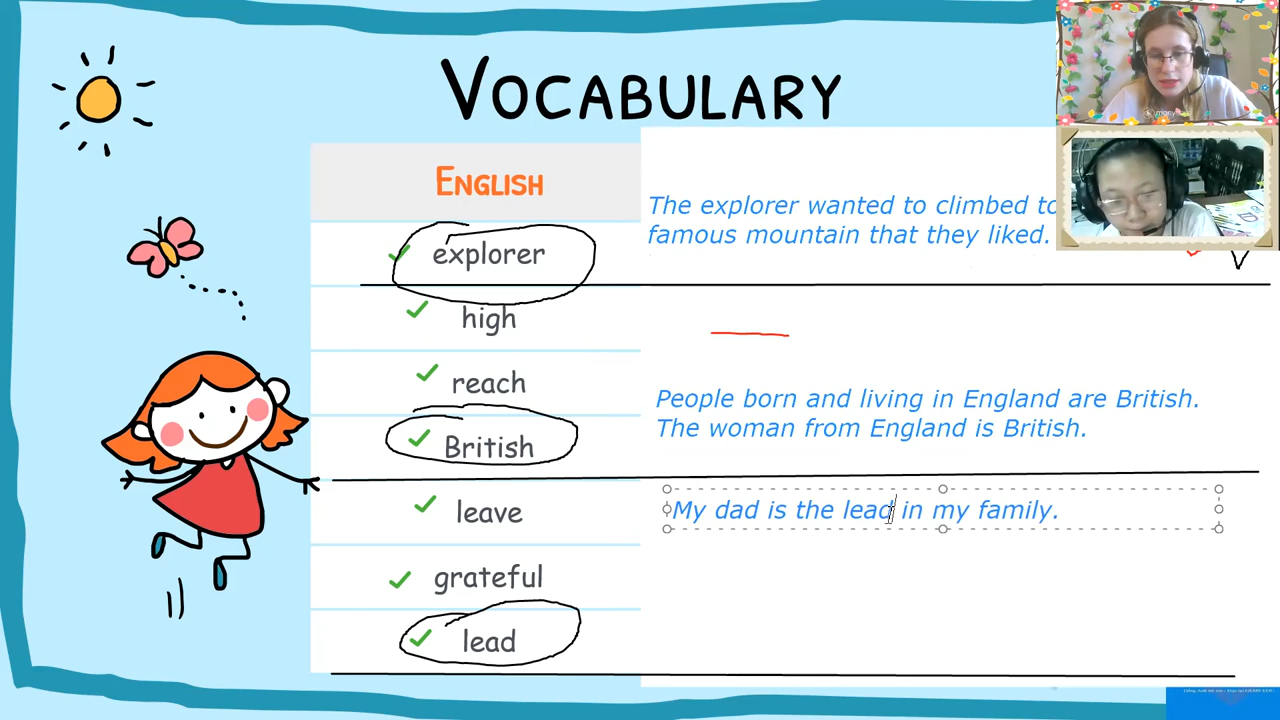 VOCABULARY
ENGLISH
explorer
high
reach
British
leave
grateful
lead
The explorer wanted to climbed to
famous mountain that they liked.
People born and living in England are British.
The woman from England is British.
My dad is the lead in my family.